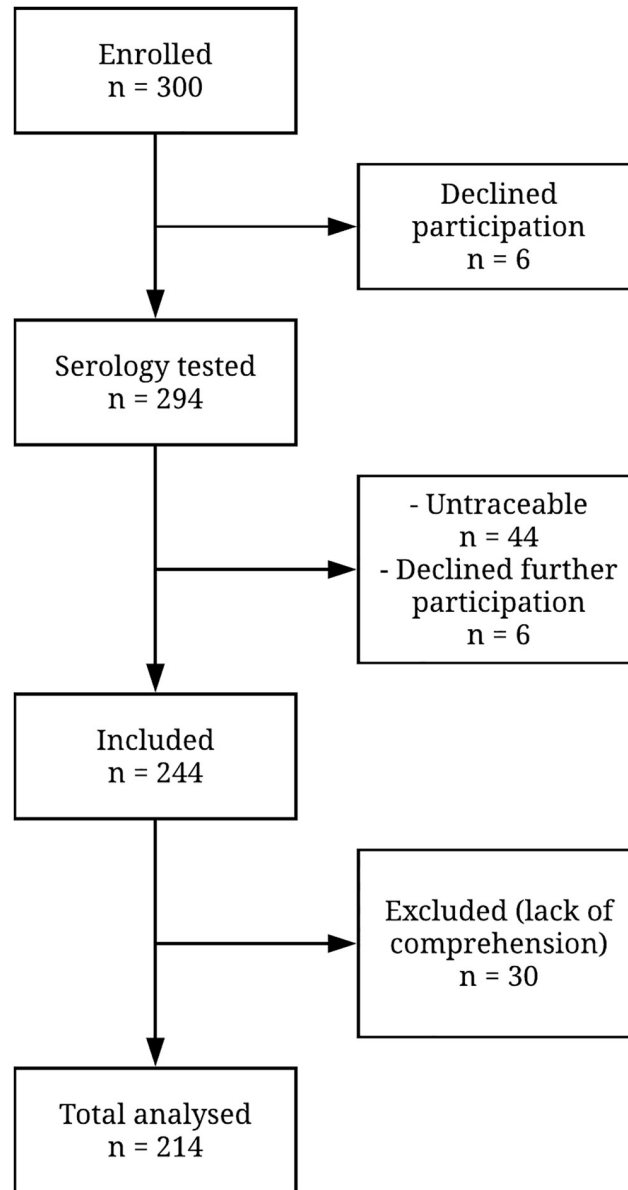 Enrolled
n = 300
Declined
participation
n = 6
Serology tested
n = 294
- Untraceable
n = 44
- Declined further
participation
n = 6
Included
n = 244
Excluded (lack of
comprehension)
n = 30
Total analysed
n = 214